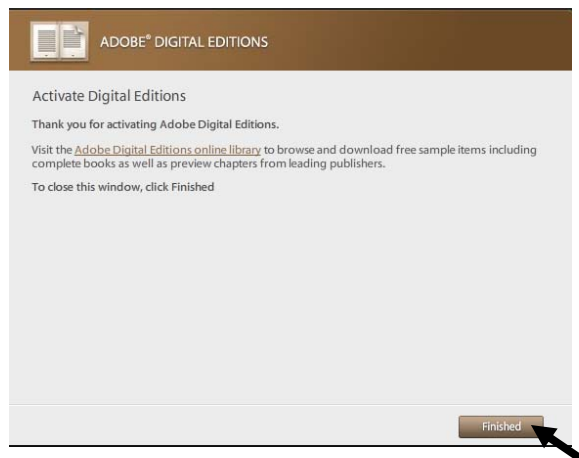 ADOBE® DIGITAL EDITIONS
Activate Digital Editions
Thank you for activating Adobe Digital Editions.
Visit the Adobe Digital Editions online library to browse and download free sample items including
complete books as well as preview chapters from leading publishers.
To close this window, click Finished
Finished